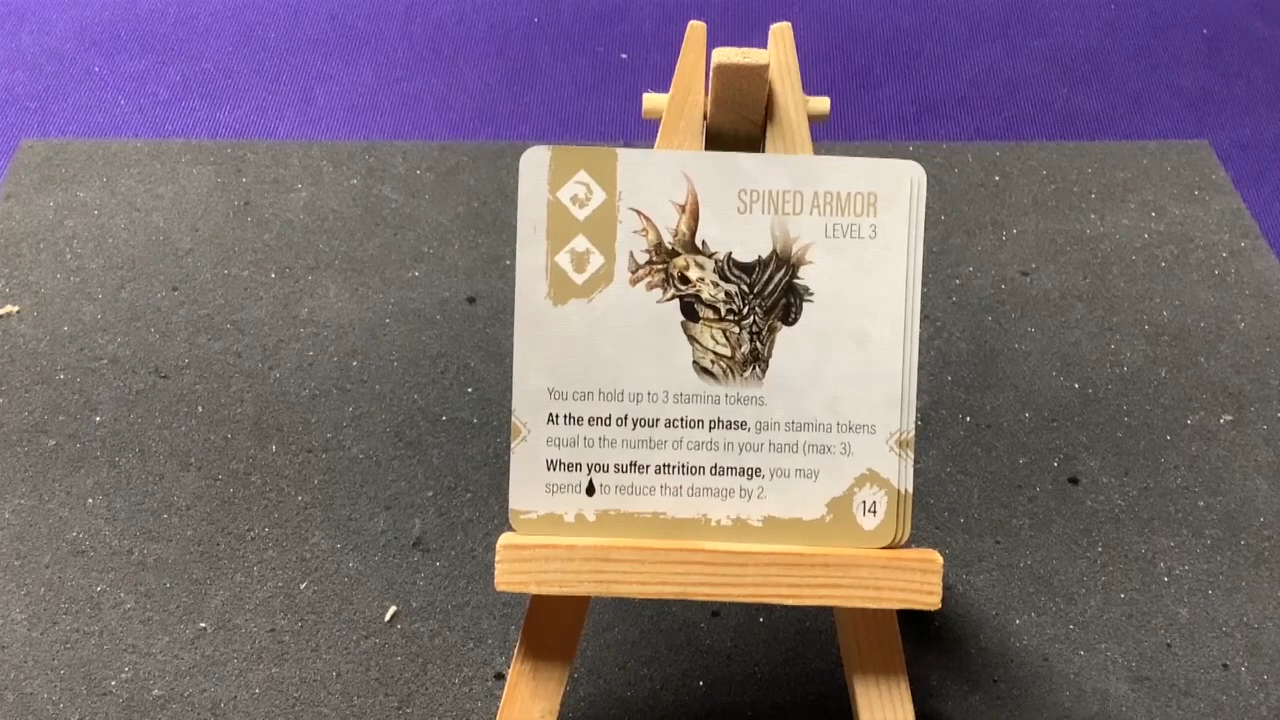 SPINED ARMOR
LEVEL 3
You can hold up to 3 stamina tokens.
At the end of your action phase, gain stamina tokens
equal to the number of cards in your hand (max: 3).
When you suffer attrition damage, you may
spend to reduce that damage by 2.
14